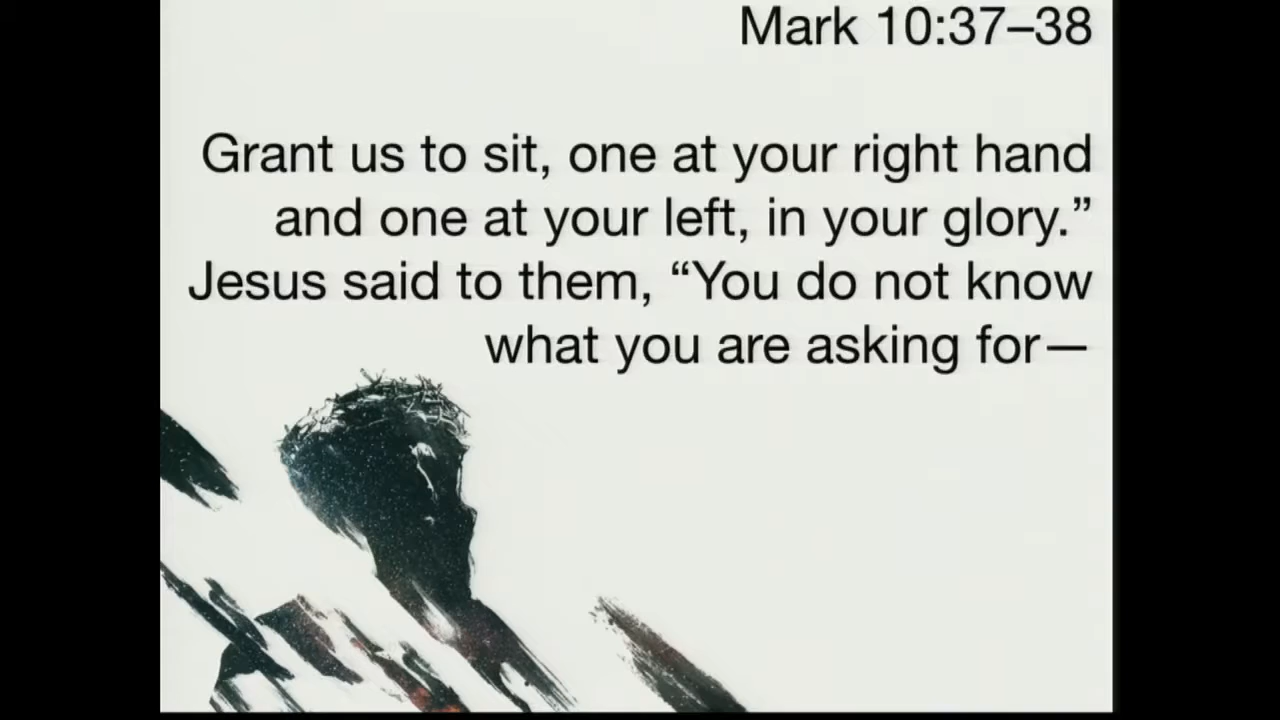 Mark 10:37–38
Grant us to sit, one at your right hand
and one at your left, in your glory.”
Jesus said to them, “You do not know
what you are asking for—